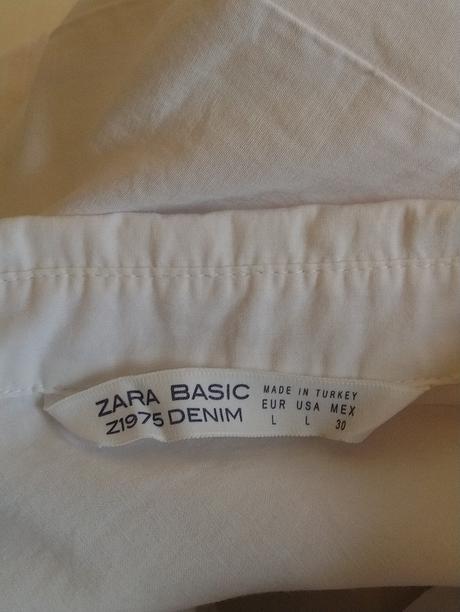 ZARA BASIC
Z1975 DENIM
MADE IN TURKEY
EUR USA MEX
L L 30